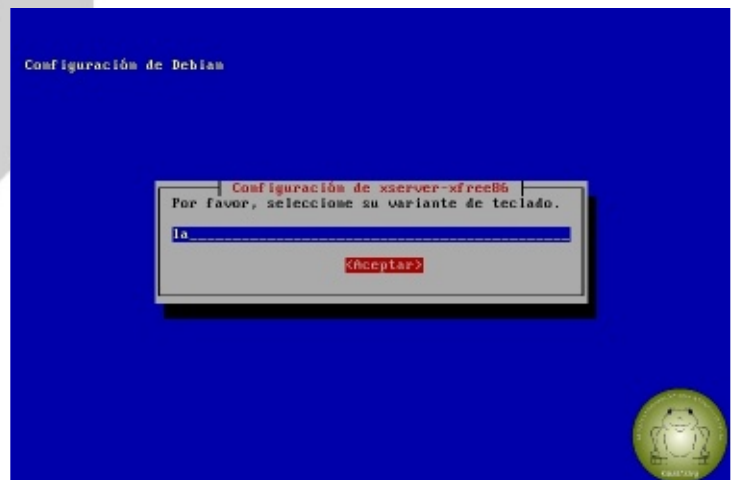 Configuración de Debian
Configuración de xserver-xfree86
Por favor, seleccione su variante de teclado.
la
<Aceptar>